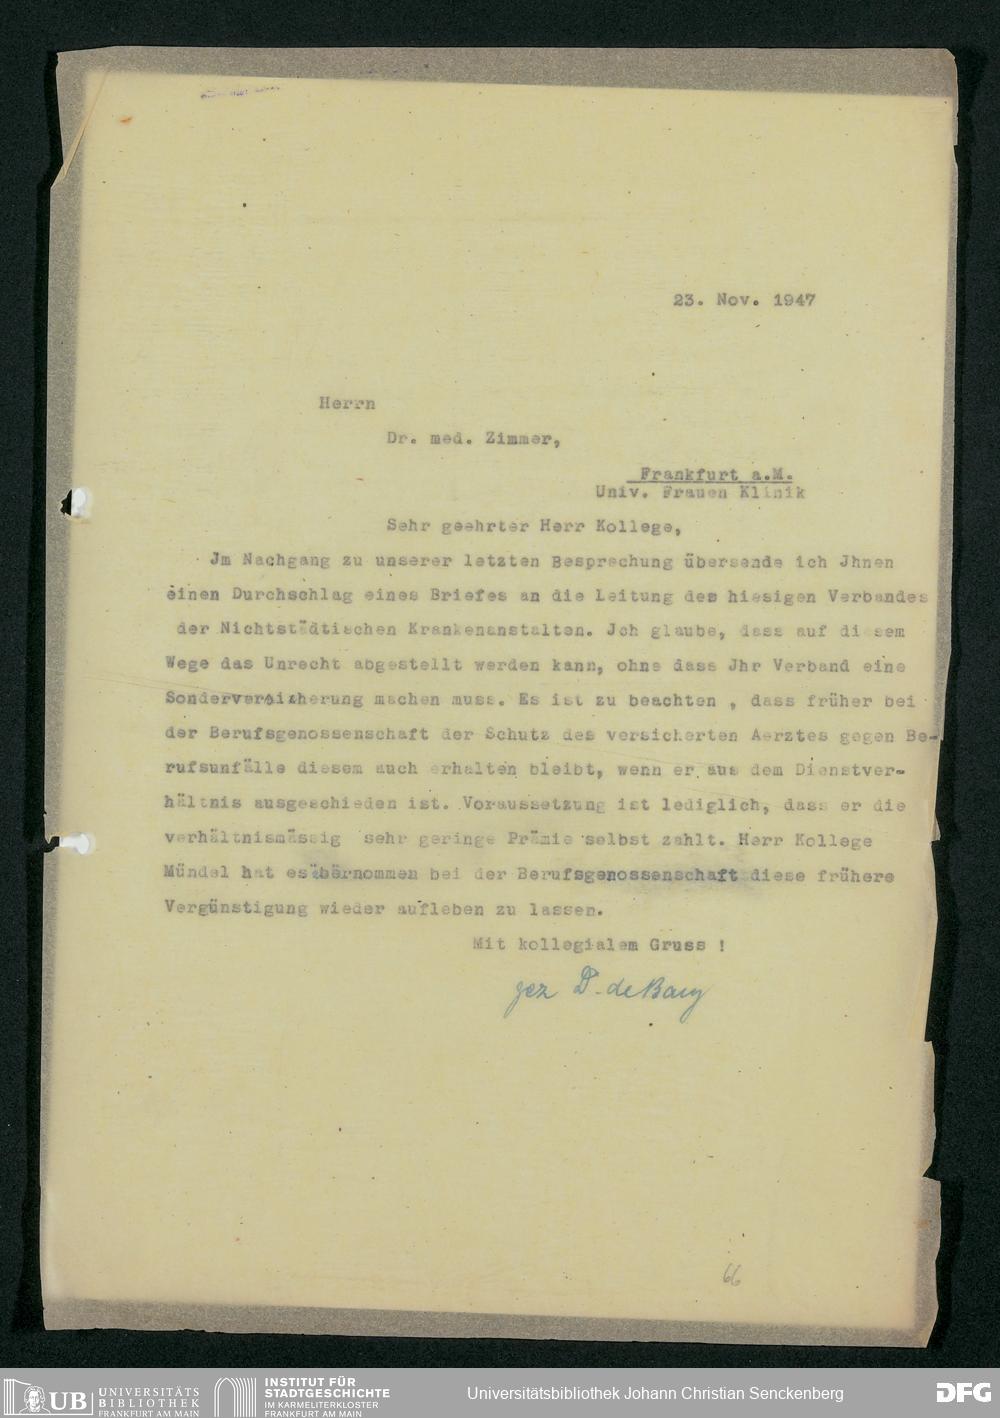 23. Nov. 1947
Herrn
Dr. med. Zimmer,
Frankfurt a.M.
Univ. Frauen Klinik
Sehr geehrter Herr Kollege,
Jm Nachgang zu unserer letzten Besprechung übersende ich Jhnen
einen Durchschlag eines Briefes an die Leitung des hiesigen Verbandes
der Nichtstädtischen Krankenanstalten. Jch glaube, dass auf diesem
Wege das Unrecht abgestellt werden kann, ohne dass Jhr Verband eine
Sonderversicherung machen muss. Es ist zu beachten , dass früher bei
der Berufsgenossenschaft der Schutz des versicherten Aerztes gegen Be-
rufsunfälle diesem auch erhalten bleibt, wenn er aus dem Dienstver-
hältnis ausgeschieden ist. Voraussetzung ist lediglich, dass er die
verhältnismässig sehr geringe Prämie selbst zahlt. Herr Kollege
Mündel hat es übernommen bei der Berufsgenossenschaft diese frühere
Vergünstigung wieder aufleben zu lassen.
Mit kollegialem Gruss !
gez D. de Bary
66
UB UNIVERSITÄTS
BIBLIOTHEK
FRANKFURT AM MAIN
INSTITUT FÜR
STADTGESCHICHTE
IM KARMELITERKLOSTER
FRANKFURT AM MAIN
Universitätsbibliothek Johann Christian Senckenberg
DFG